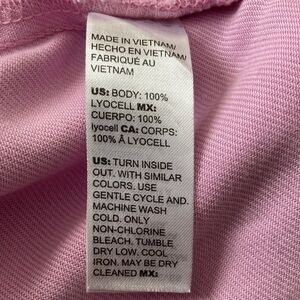 MADE IN VIETNAM/
HECHO EN VIETNAM/
FABRIQUÉ AU
VIETNAM
US: BODY: 100%
LYOCELL MX:
CUERPO: 100%
lyocell CA: CORPS:
100% Â LYOCELL
US: TURN INSIDE
OUT. WITH SIMILAR
COLORS. USE
GENTLE CYCLE AND.
MACHINE WASH
COLD. ONLY
NON-CHLORINE
BLEACH. TUMBLE
DRY LOW. COOL
IRON. MAY BE DRY
CLEANED MX: